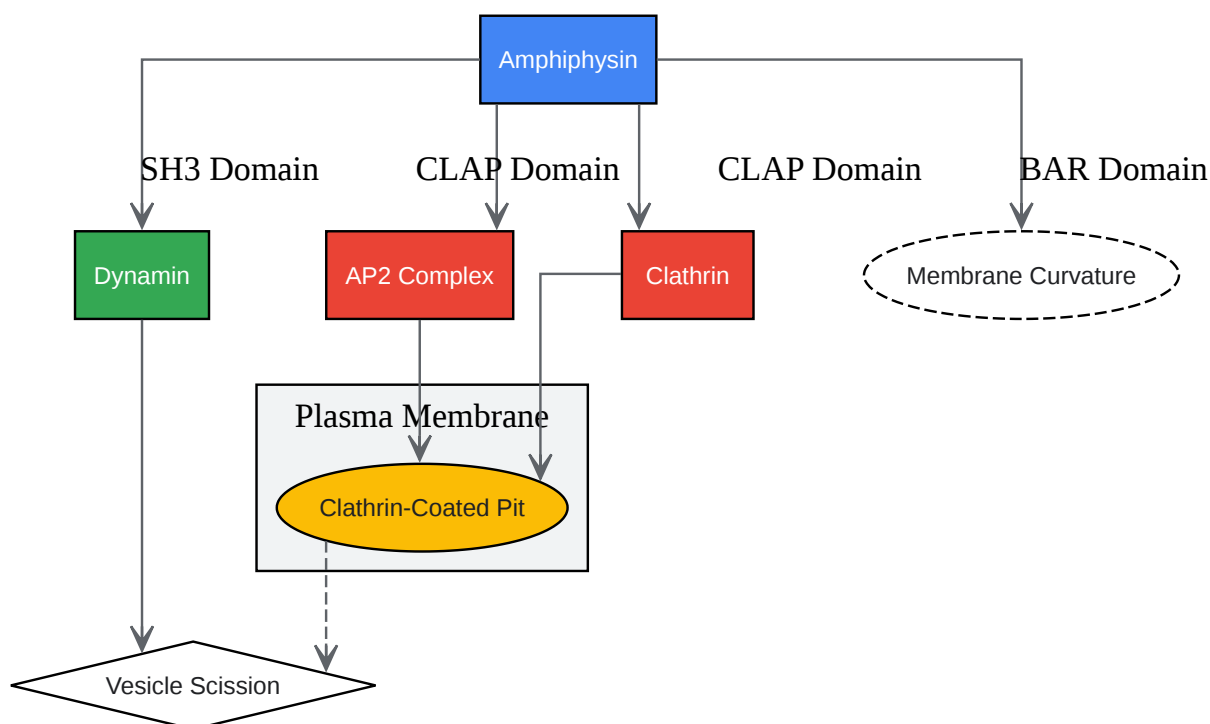 Amphiphysin
SH3 Domain
CLAP Domain
CLAP Domain
BAR Domain
Dynamin
AP2 Complex
Clathrin
Membrane Curvature
Plasma Membrane
Clathrin-Coated Pit
Vesicle Scission